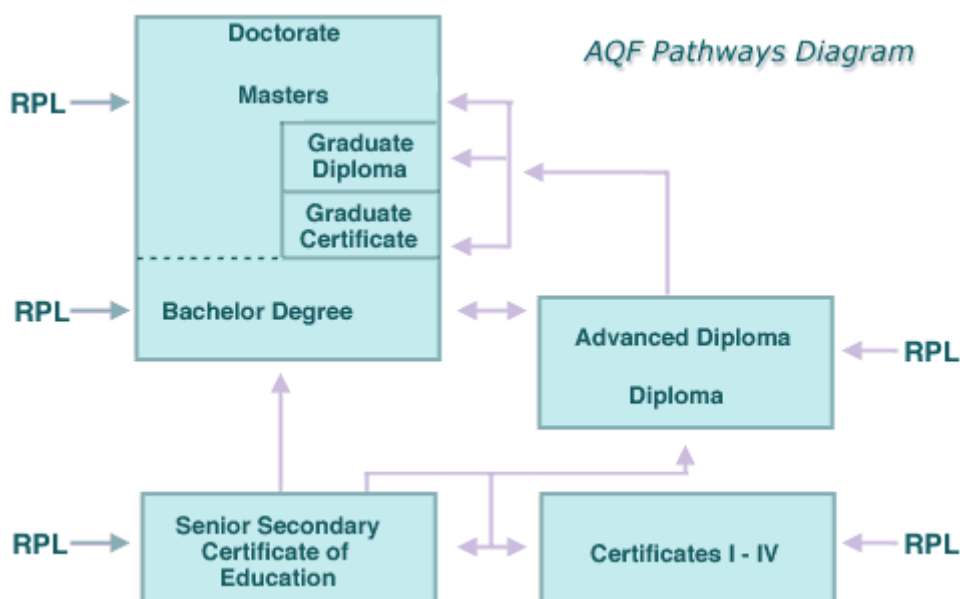 AQF Pathways Diagram
Doctorate
RPL
Masters
Graduate
Diploma
Graduate
Certificate
RPL
Bachelor Degree
Advanced Diploma
RPL
Diploma
RPL
Senior Secondary
Certificate of
Education
Certificates I - IV
RPL